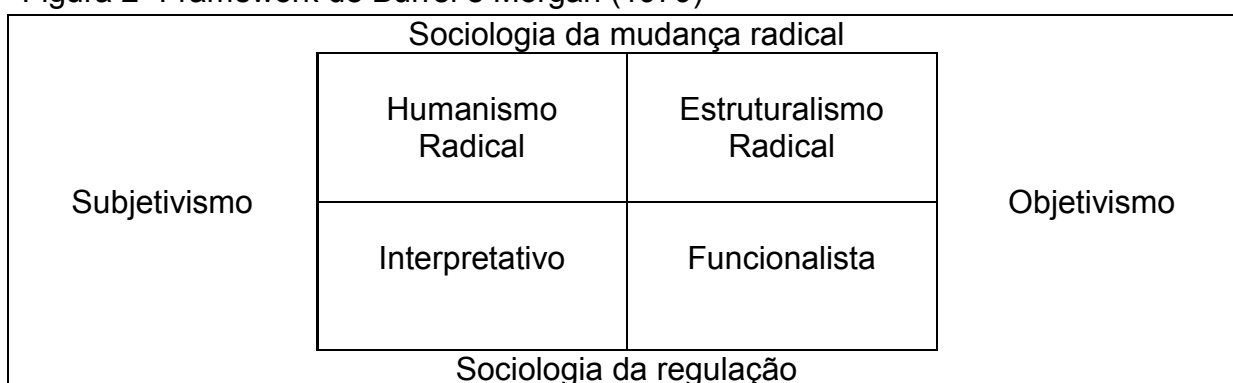 Sociologia da mudança radical
Humanismo Estruturalismo
Radical Radical
Subjetivismo Objetivismo
Interpretativo Funcionalista
Sociologia da regulação